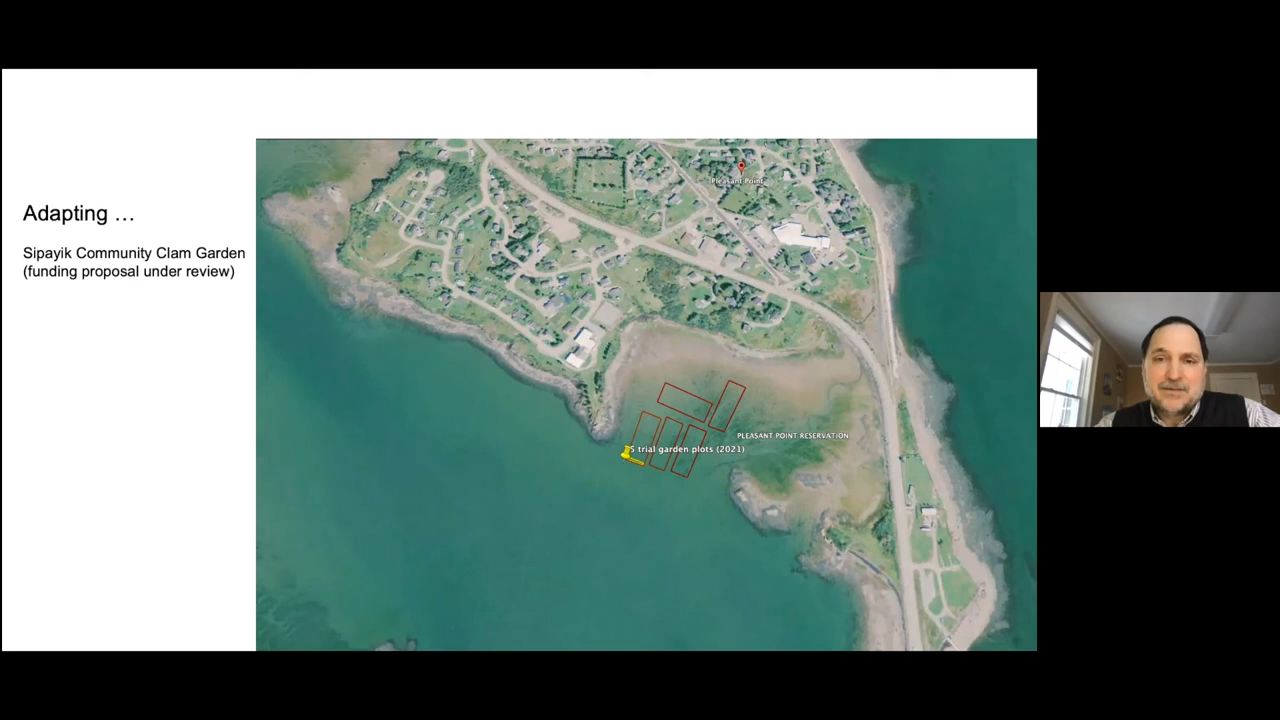 Adapting …
Sipayik Community Clam Garden
(funding proposal under review)
Pleasant Point
PLEASANT POINT RESERVATION
5 trial garden plots (2021)